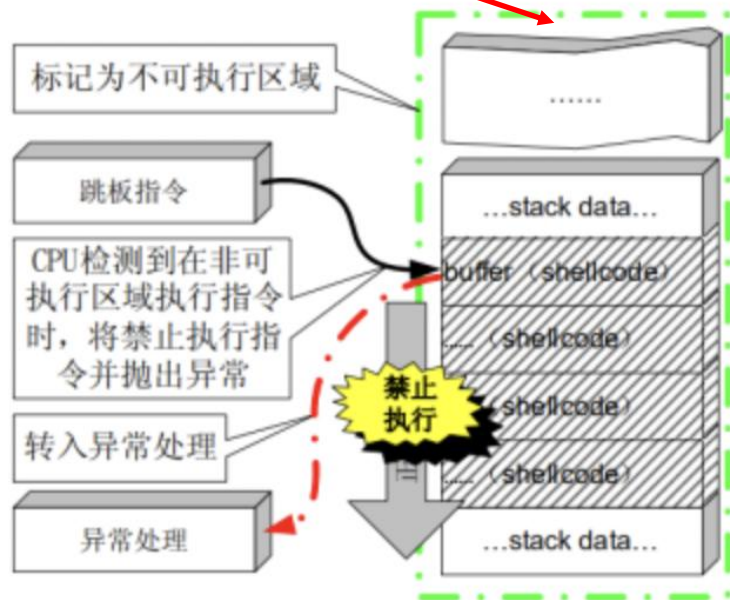 标记为不可执行区域
......
跳板指令
...stack data...
CPU检测到在非可
执行区域执行指令
时，将禁止执行指
令并抛出异常
buffer（shellcode）
......（shellcode）
禁止
执行
（shellcode）
转入异常处理
......（shellcode）
异常处理
...stack data...